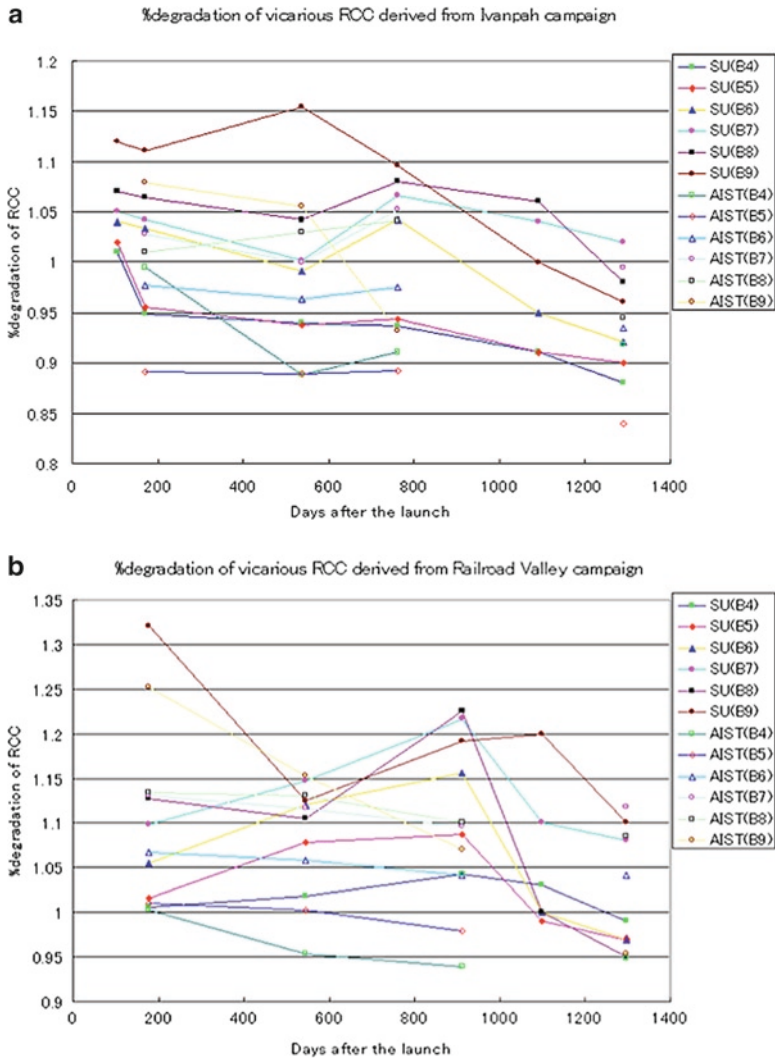 a
%degradation of vicarious RCC derived from Ivanpah campaign
1.2
1.15
1.1
1.05
1
0.95
0.9
0.85
0.8
%degradation of RCC
0 200 400 600 800 1000 1200 1400
Days after the launch
SU(B4)
SU(B5)
SU(B6)
SU(B7)
SU(B8)
SU(B9)
AIST(B4)
AIST(B5)
AIST(B6)
AIST(B7)
AIST(B8)
AIST(B9)
b
%degradation of vicarious RCC derived from Railroad Valley campaign
1.35
1.3
1.25
1.2
1.15
1.1
1.05
1
0.95
0.9
%degradation of RCC
0 200 400 600 800 1000 1200 1400
Days after the launch
SU(B4)
SU(B5)
SU(B6)
SU(B7)
SU(B8)
SU(B9)
AIST(B4)
AIST(B5)
AIST(B6)
AIST(B7)
AIST(B8)
AIST(B9)